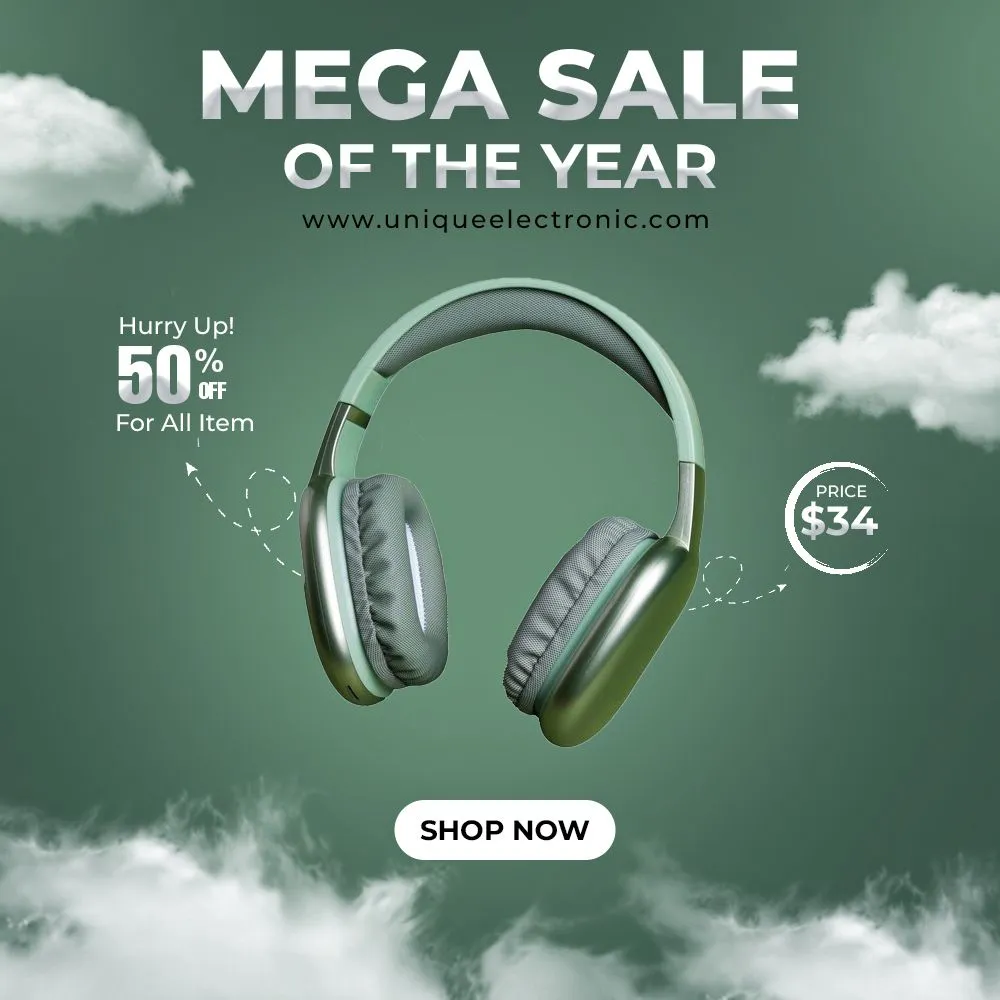 MEGA SALE
OF THE YEAR
www.uniqueelectronic.com
Hurry Up!
50% OFF
For All Item
PRICE
$34
SHOP NOW